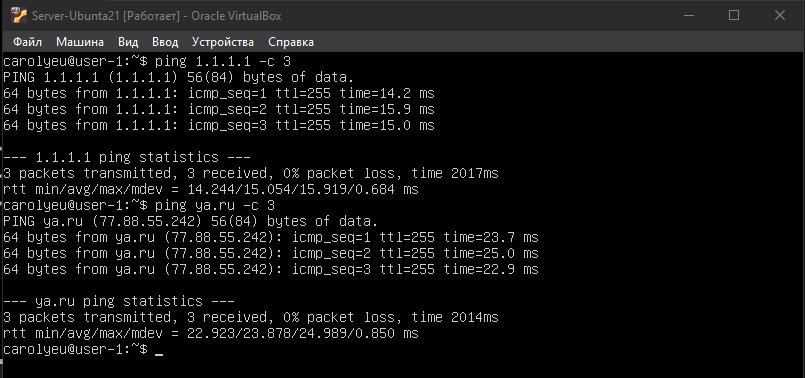 Server-Ubunta21 [Работает] - Oracle VirtualBox
Файл Машина Вид Ввод Устройства Справка
carolyeu@user-1:~$ ping 1.1.1.1 -c 3
PING 1.1.1.1 (1.1.1.1) 56(84) bytes of data.
64 bytes from 1.1.1.1: icmp_seq=1 ttl=255 time=14.2 ms
64 bytes from 1.1.1.1: icmp_seq=2 ttl=255 time=15.9 ms
64 bytes from 1.1.1.1: icmp_seq=3 ttl=255 time=15.0 ms
--- 1.1.1.1 ping statistics ---
3 packets transmitted, 3 received, 0% packet loss, time 2017ms
rtt min/avg/max/mdev = 14.244/15.054/15.919/0.684 ms
carolyeu@user-1:~$ ping ya.ru -c 3
PING ya.ru (77.88.55.242) 56(84) bytes of data.
64 bytes from ya.ru (77.88.55.242): icmp_seq=1 ttl=255 time=23.7 ms
64 bytes from ya.ru (77.88.55.242): icmp_seq=2 ttl=255 time=25.0 ms
64 bytes from ya.ru (77.88.55.242): icmp_seq=3 ttl=255 time=22.9 ms
--- ya.ru ping statistics ---
3 packets transmitted, 3 received, 0% packet loss, time 2014ms
rtt min/avg/max/mdev = 22.923/23.878/24.989/0.850 ms
carolyeu@user-1:~$ _